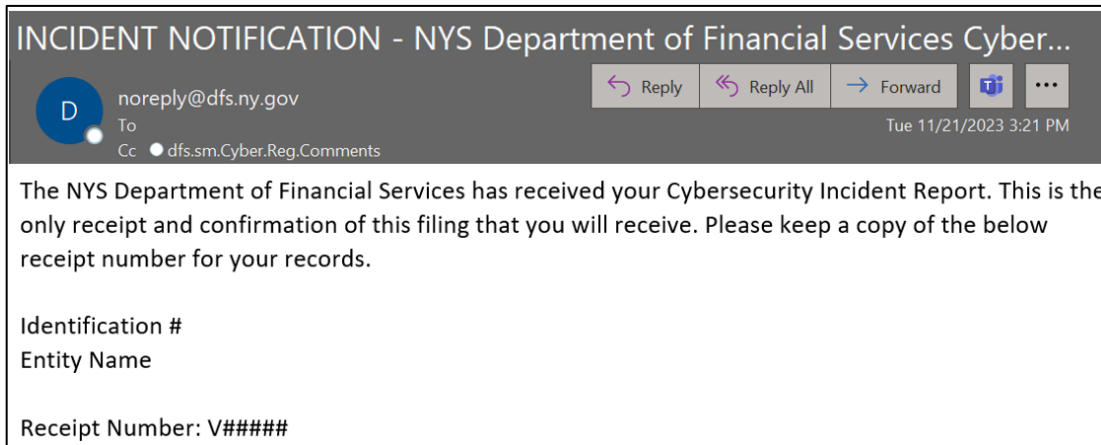 INCIDENT NOTIFICATION - NYS Department of Financial Services Cyber...
Reply
Reply All
Forward
D
noreply@dfs.ny.gov
To
Tue 11/21/2023 3:21 PM
Cc dfs.sm.Cyber.Reg.Comments
The NYS Department of Financial Services has received your Cybersecurity Incident Report. This is the
only receipt and confirmation of this filing that you will receive. Please keep a copy of the below
receipt number for your records.
Identification #
Entity Name
Receipt Number: V#####